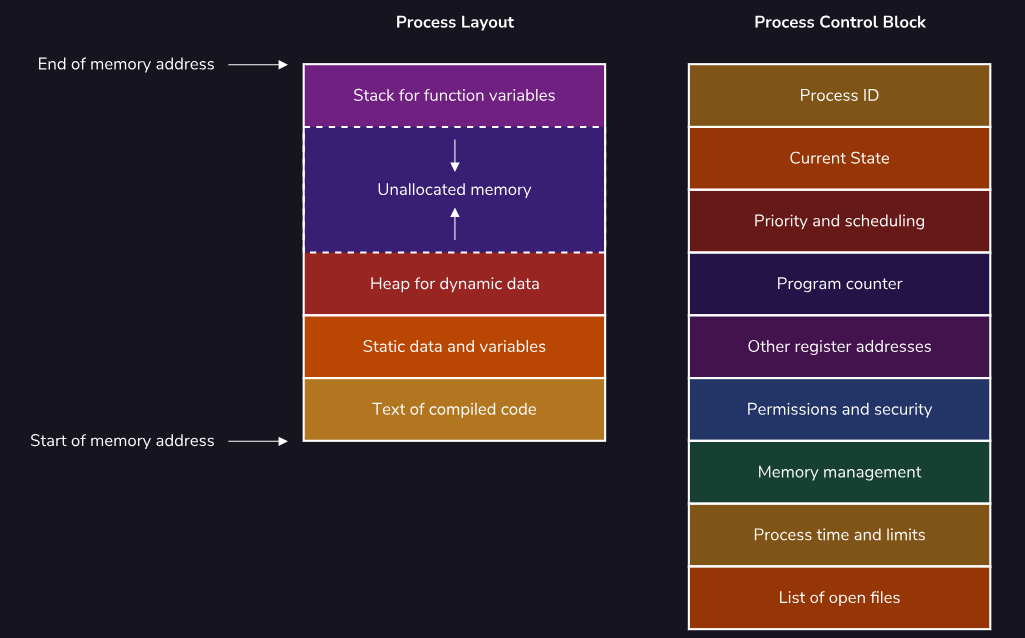 Process Layout
End of memory address
Stack for function variables
Unallocated memory
Heap for dynamic data
Static data and variables
Text of compiled code
Start of memory address
Process Control Block
Process ID
Current State
Priority and scheduling
Program counter
Other register addresses
Permissions and security
Memory management
Process time and limits
List of open files